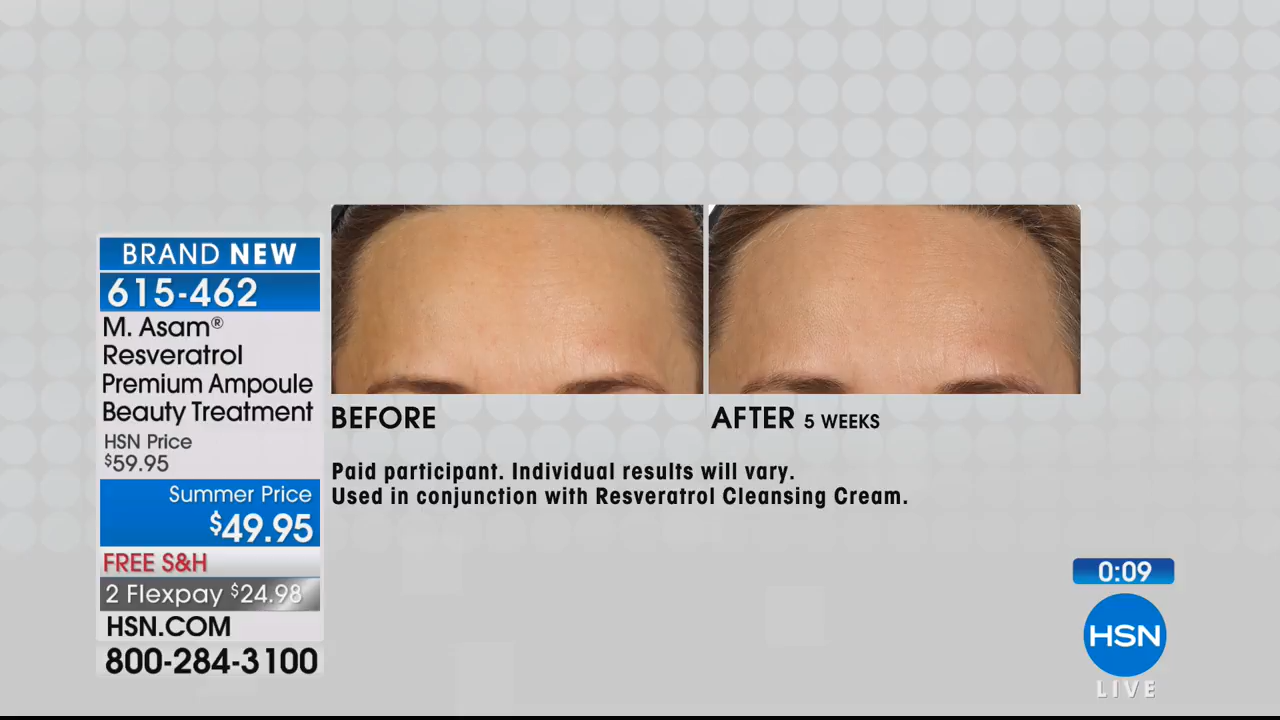 BRAND NEW
615-462
M. Asam®
Resveratrol
Premium Ampoule
Beauty Treatment
HSN Price
$59.95
Summer Price
$49.95
FREE S&H
2 Flexpay $24.98
HSN.COM
800-284-3100
BEFORE
AFTER 5 WEEKS
Paid participant. Individual results will vary.
Used in conjunction with Resveratrol Cleansing Cream.
0:09
HSN
LIVE